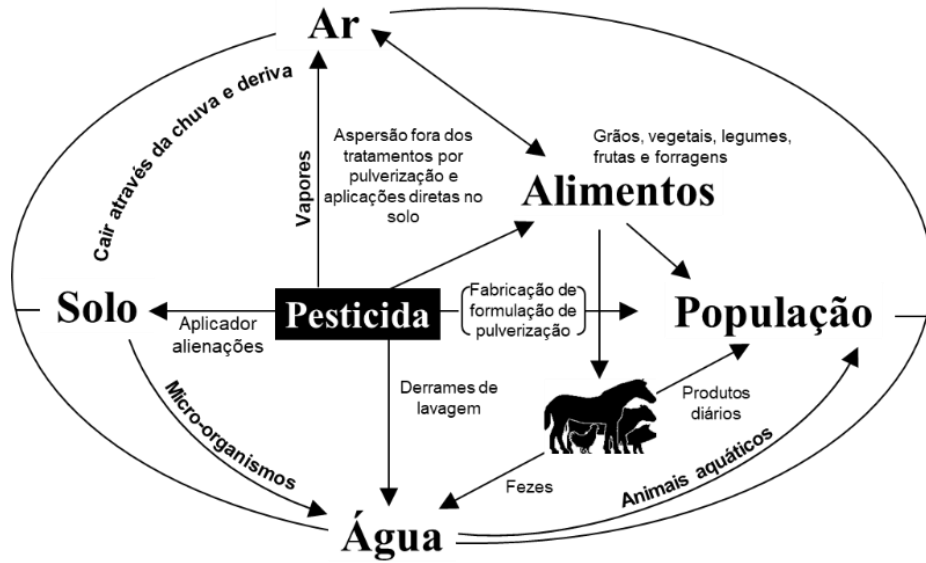 Ar
Cair através da chuva e deriva
Vapores
Aspersão fora dos
tratamentos por
pulverização e
aplicações diretas no
solo
Grãos, vegetais, legumes,
frutas e forragens
Alimentos
Solo
Aplicador
alienações
Pesticida
Fabricação de
formulação de
pulverização
População
Derrames de
lavagem
Produtos
diários
Micro-organismos
Fezes
Animais aquáticos
Água